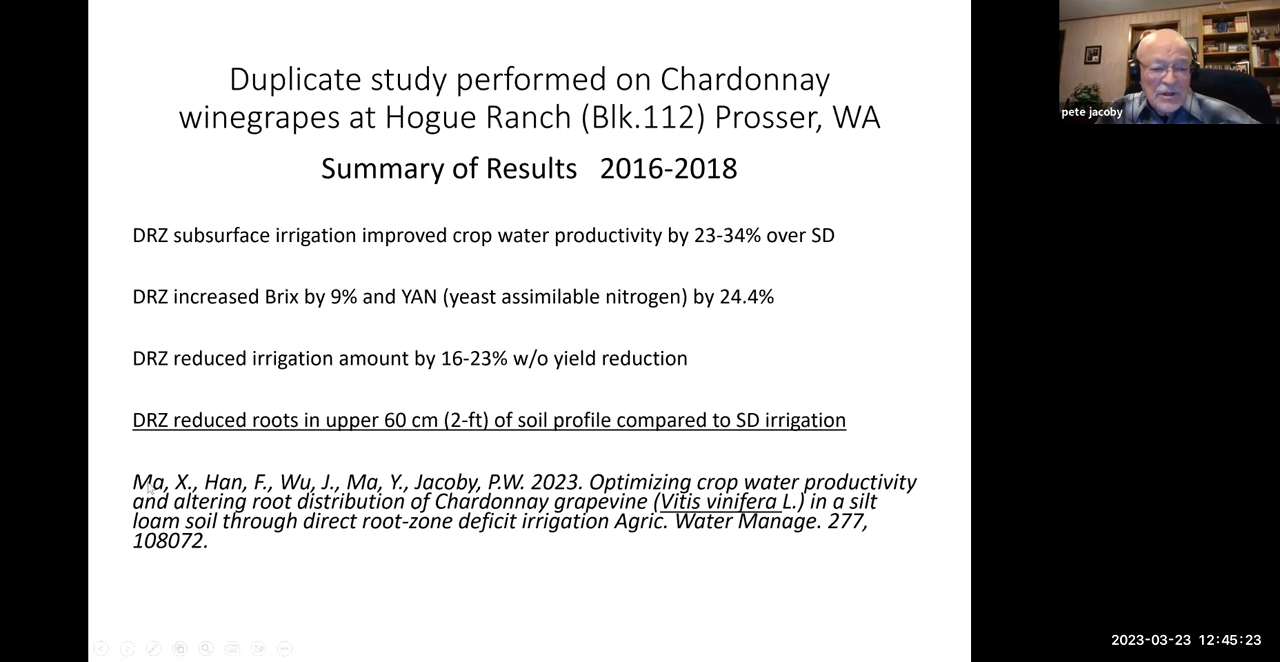 Duplicate study performed on Chardonnay
winegrapes at Hogue Ranch (Blk.112) Prosser, WA
Summary of Results 2016-2018
DRZ subsurface irrigation improved crop water productivity by 23-34% over SD
DRZ increased Brix by 9% and YAN (yeast assimilable nitrogen) by 24.4%
DRZ reduced irrigation amount by 16-23% w/o yield reduction
DRZ reduced roots in upper 60 cm (2-ft) of soil profile compared to SD irrigation
Ma, X., Han, F., Wu, J., Ma, Y., Jacoby, P.W. 2023. Optimizing crop water productivity
and altering root distribution of Chardonnay grapevine (Vitis vinifera L.) in a silt
loam soil through direct root-zone deficit irrigation Agric. Water Manage. 277,
108072.
pete jacoby
2023-03-23 12:45:23